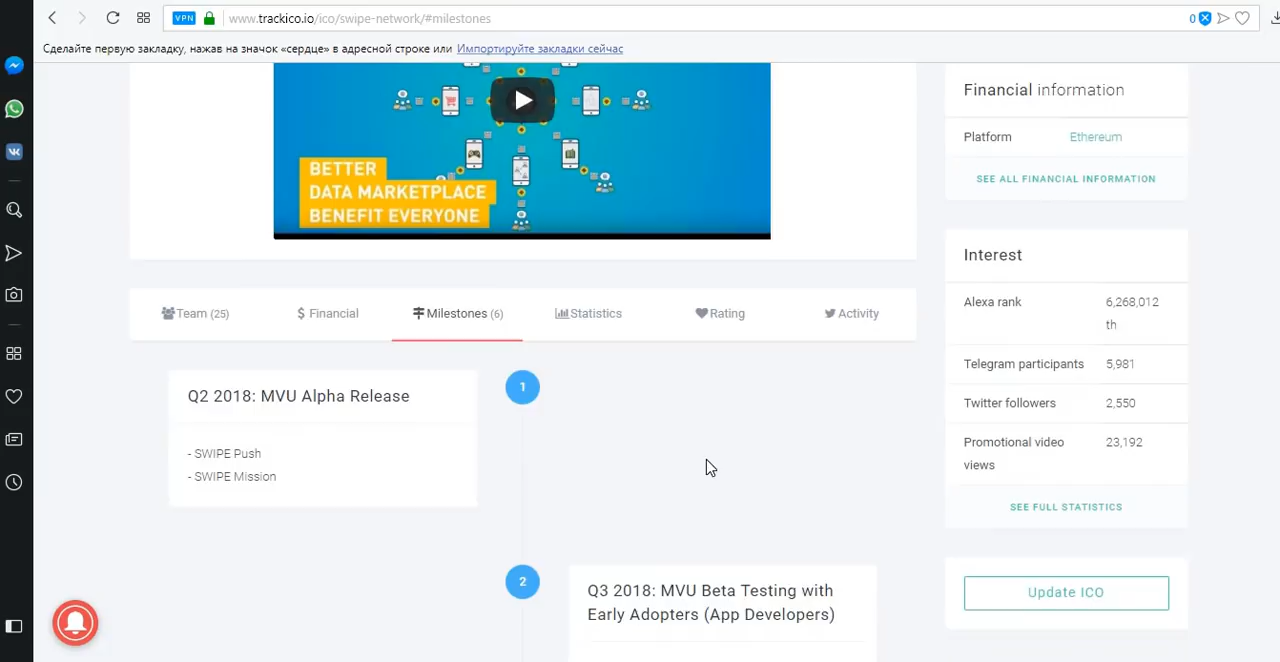 VPN
www.trackico.io/ico/swipe-network/#milestones
0
Сделайте первую закладку, нажав на значок «сердце» в адресной строке или Импортируйте закладки сейчас
BETTER
DATA MARKETPLACE
BENEFIT EVERYONE
Team (25)
$ Financial
Milestones (6)
Statistics
Rating
Activity
1
Q2 2018: MVU Alpha Release
- SWIPE Push
- SWIPE Mission
2
Q3 2018: MVU Beta Testing with
Early Adopters (App Developers)
Financial information
Platform Ethereum
SEE ALL FINANCIAL INFORMATION
Interest
Alexa rank 6,268,012
th
Telegram participants 5,981
Twitter followers 2,550
Promotional video 23,192
views
SEE FULL STATISTICS
Update ICO